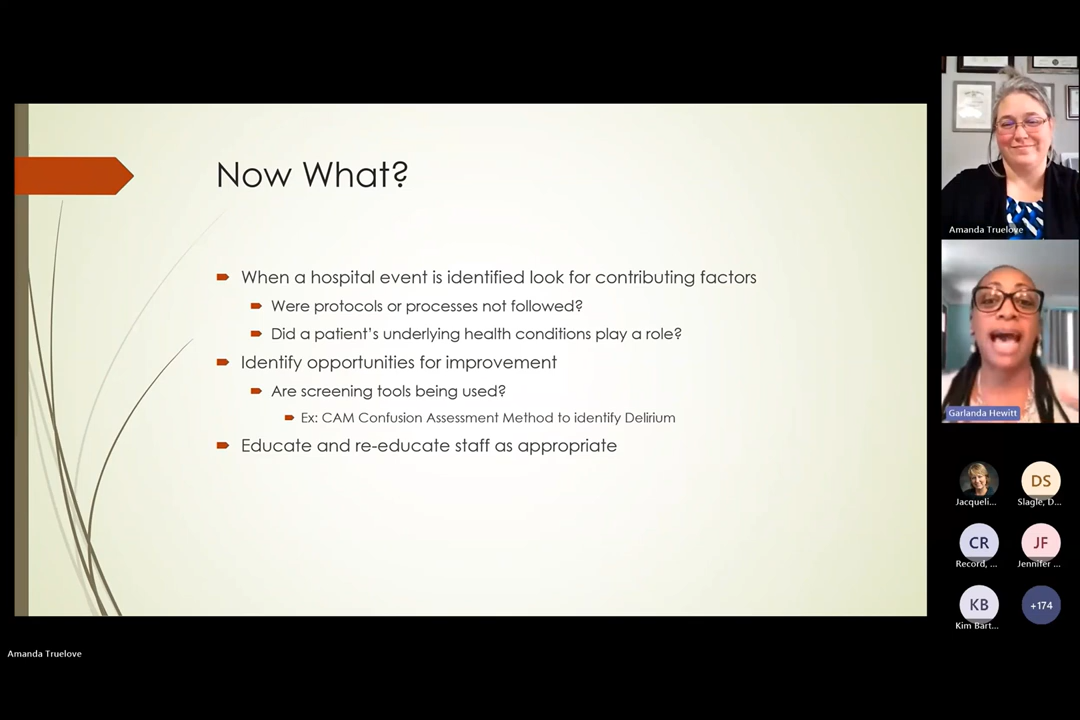 Now What?
When a hospital event is identified look for contributing factors
Were protocols or processes not followed?
Did a patient's underlying health conditions play a role?
Identify opportunities for improvement
Are screening tools being used?
Ex: CAM Confusion Assessment Method to identify Delirium
Educate and re-educate staff as appropriate
Amanda Truelove
Garlanda Hewitt
Jacqueli...
DS
Slagle, D...
CR
Record, ...
JF
Jennifer ...
KB
Kim Bart...
+174
Amanda Truelove